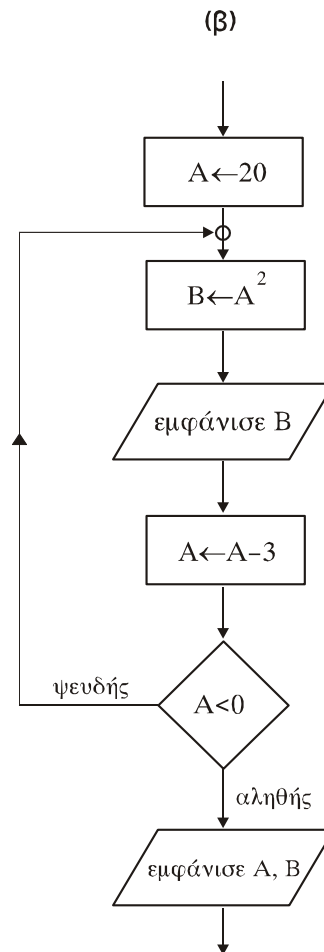 (β)
A←20
B←A²
εμφάνισε B
A←A-3
ψευδής
A<0
αληθής
εμφάνισε A, B